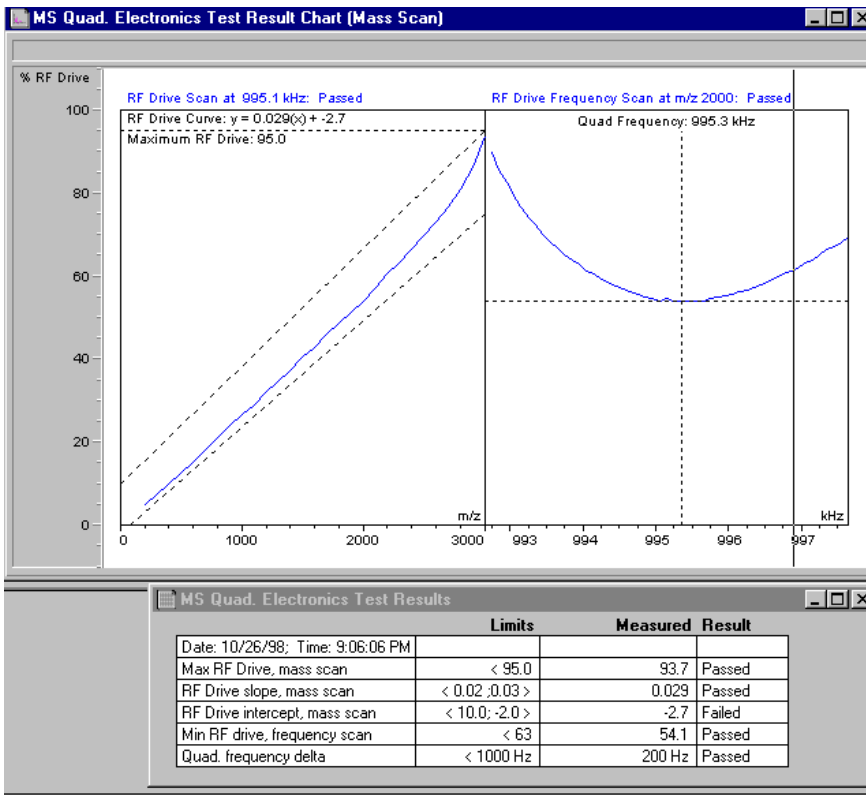 MS Quad. Electronics Test Result Chart (Mass Scan)
% RF Drive
RF Drive Scan at 995.1 kHz: Passed
RF Drive Frequency Scan at m/z 2000: Passed
100
RF Drive Curve: y = 0.029(x) + -2.7
Quad Frequency: 995.3 kHz
Maximum RF Drive: 95.0
80
60
40
20
0
m/z
kHz
0 1000 2000 3000 993 994 995 996 997
MS Quad. Electronics Test Results
Limits Measured Result
Date: 10/26/98; Time: 9:06:06 PM
Max RF Drive, mass scan < 95.0 93.7 Passed
RF Drive slope, mass scan < 0.02 ;0.03 > 0.029 Passed
RF Drive intercept, mass scan < 10.0; -2.0 > -2.7 Failed
Min RF drive, frequency scan < 63 54.1 Passed
Quad. frequency delta < 1000 Hz 200 Hz Passed